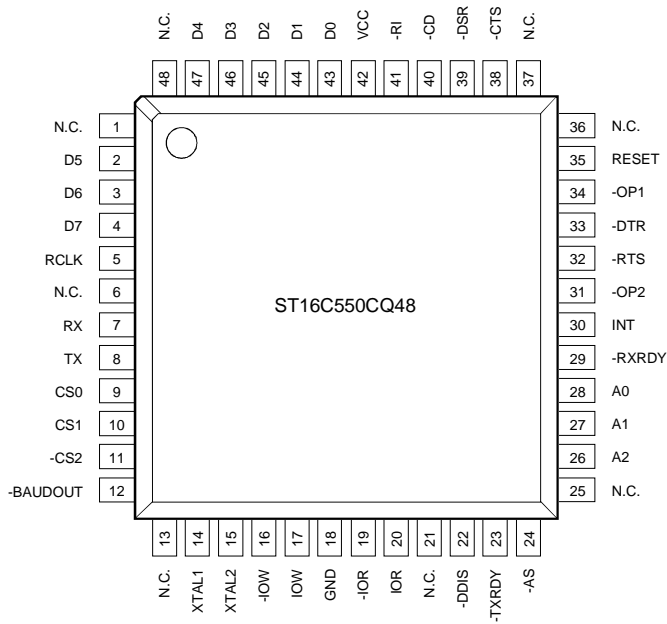 N.C.
D4
D3
D2
D1
D0
VCC
-RI
-CD
-DSR
-CTS
N.C.
48
47
46
45
44
43
42
41
40
39
38
37
N.C. 1
D5 2
D6 3
D7 4
RCLK 5
N.C. 6
RX 7
TX 8
CS0 9
CS1 10
-CS2 11
-BAUDOUT 12
ST16C550CQ48
36 N.C.
35 RESET
34 -OP1
33 -DTR
32 -RTS
31 -OP2
30 INT
29 -RXRDY
28 A0
27 A1
26 A2
25 N.C.
13
14
15
16
17
18
19
20
21
22
23
24
N.C.
XTAL1
XTAL2
-IOW
IOW
GND
-IOR
IOR
N.C.
-DDIS
-TXRDY
-AS